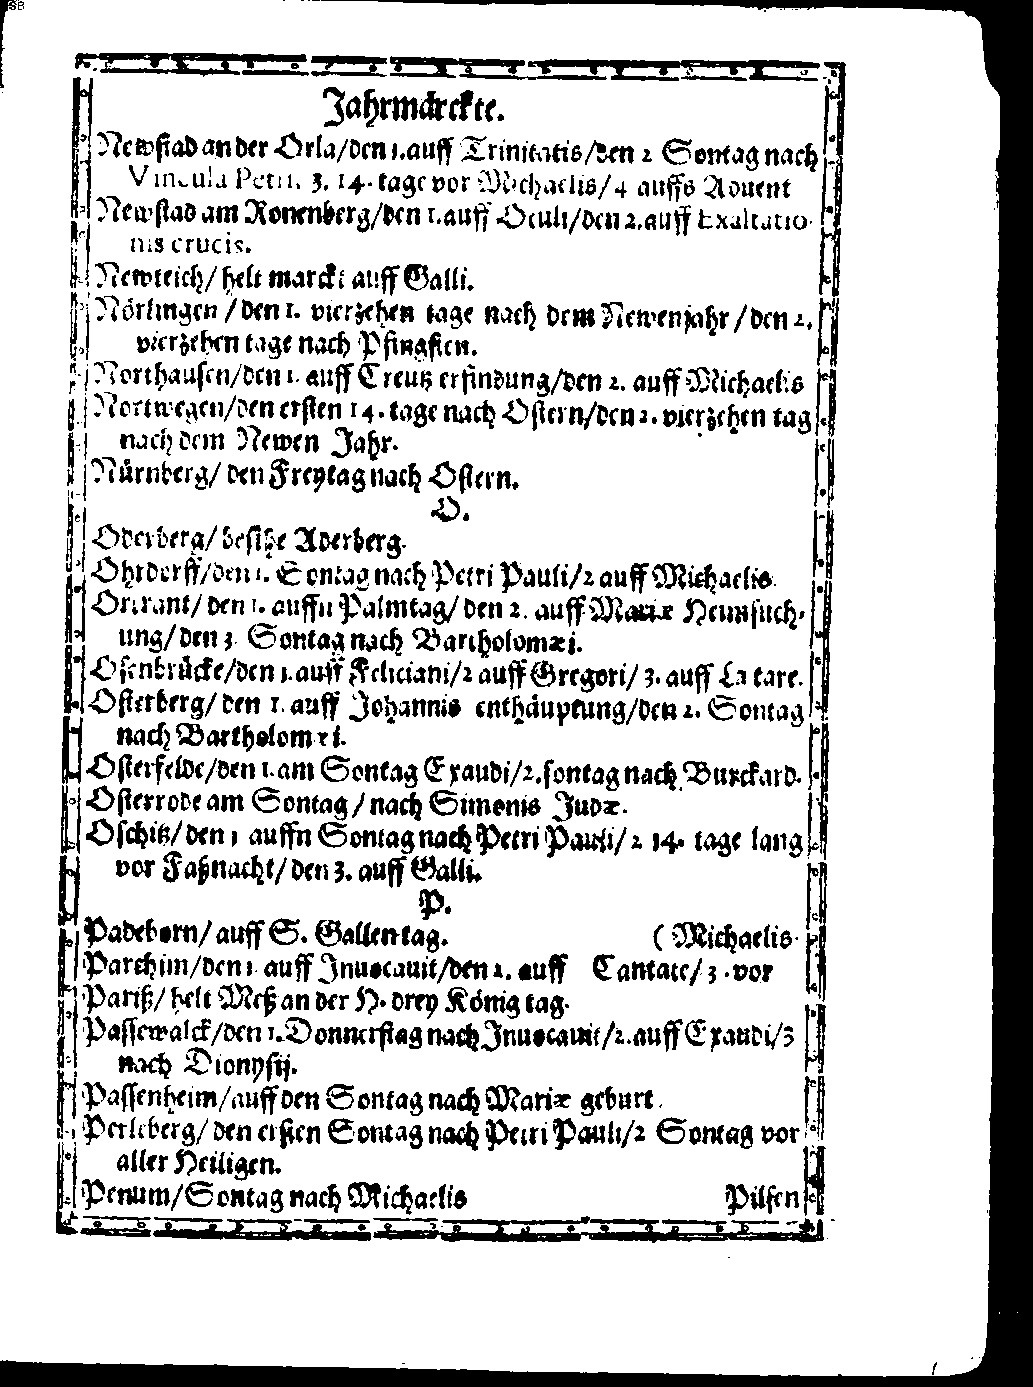 Jahrmärckte.
Newstad an der Orla/den 1. auff Trinitatis/den 2 Sontag nach
Vincula Petri. 3. 14. tage vor Michaelis/4 auffs Aduent
Newstad am Ronenberg/den 1. auff Oculi/den 2. auff Exaltatio-
nis crucis.
Newteich/ helt marckt auff Galli.
Nörlingen /den 1. vierzehen tage nach dem Newenjahr /den 2.
vierzehen tage nach Pfingsten.
Northausen/den 1. auff Creutz erfindung/den 2. auff Michaelis
Nortwegen/den ersten 14. tage nach Ostern/den 2. vierzehen tag
nach dem Newen Jahr.
Nürnberg/ den Freytag nach Ostern.
O.
Oderberg/ besihe Aderberg.
Ohrdorff/den 1. Sontag nach Petri Pauli/2 auff Michaelis.
Ortrant/ den 1. auffn Palmtag/ den 2. auff Mariæ Heimsuch-
ung/ den 3. Sontag nach Bartholomæi.
Osenbrücke/den 1. auff Feliciani/2 auff Gregori/ 3. auff Lætare.
Osterberg/ den 1. auff Johannis enthäuptung/den 2. Sontag
nach Bartholomæi.
Osterfelde/den 1. am Sontag Exaudi/2. sontag nach Burckard.
Osterrode am Sontag / nach Simonis Judæ.
Oschitz/ den 1 auffn Sontag nach Petri Pauli/ 2 14. tage lang
vor Faßnacht/ den 3. auff Galli.
P.
Padeborn/ auff S. Gallen tag. ( Michaelis.
Parchim/den 1. auff Inuocauit/den 2. auff Cantate/ 3. vor
Pariß/ helt Meß an der H. drey König tag.
Passewalck/den 1. Donnerstag nach Inuocauit/2. auff Exaudi/3
nach Dionysij.
Passenheim/auff den Sontag nach Mariæ geburt.
Perleberg/ den ersten Sontag nach Petri Pauli/2 Sontag vor
aller Heiligen.
Penum/Sontag nach Michaelis Pilsen